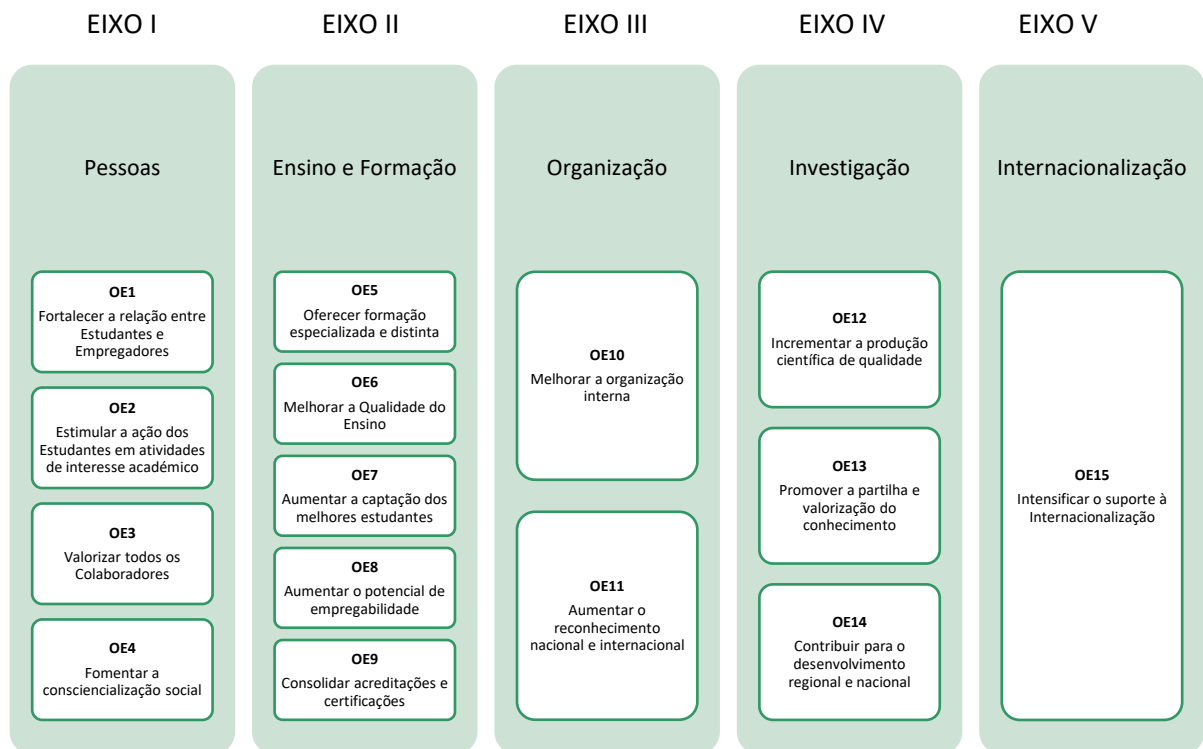 EIXO I
EIXO II
EIXO III
EIXO IV
EIXO V
Pessoas
Ensino e Formação
Organização
Investigação
Internacionalização
OE1
Fortalecer a relação entre
Estudantes e
Empregadores
OE2
Estimular a ação dos
Estudantes em atividades
de interesse académico
OE3
Valorizar todos os
Colaboradores
OE4
Fomentar a
consciencialização social
OE5
Oferecer formação
especializada e distinta
OE6
Melhorar a Qualidade do
Ensino
OE7
Aumentar a captação dos
melhores estudantes
OE8
Aumentar o potencial de
empregabilidade
OE9
Consolidar acreditações e
certificações
OE10
Melhorar a organização
interna
OE11
Aumentar o
reconhecimento
nacional e internacional
OE12
Incrementar a produção
científica de qualidade
OE13
Promover a partilha e
valorização do
conhecimento
OE14
Contribuir para o
desenvolvimento
regional e nacional
OE15
Intensificar o suporte à
Internacionalização